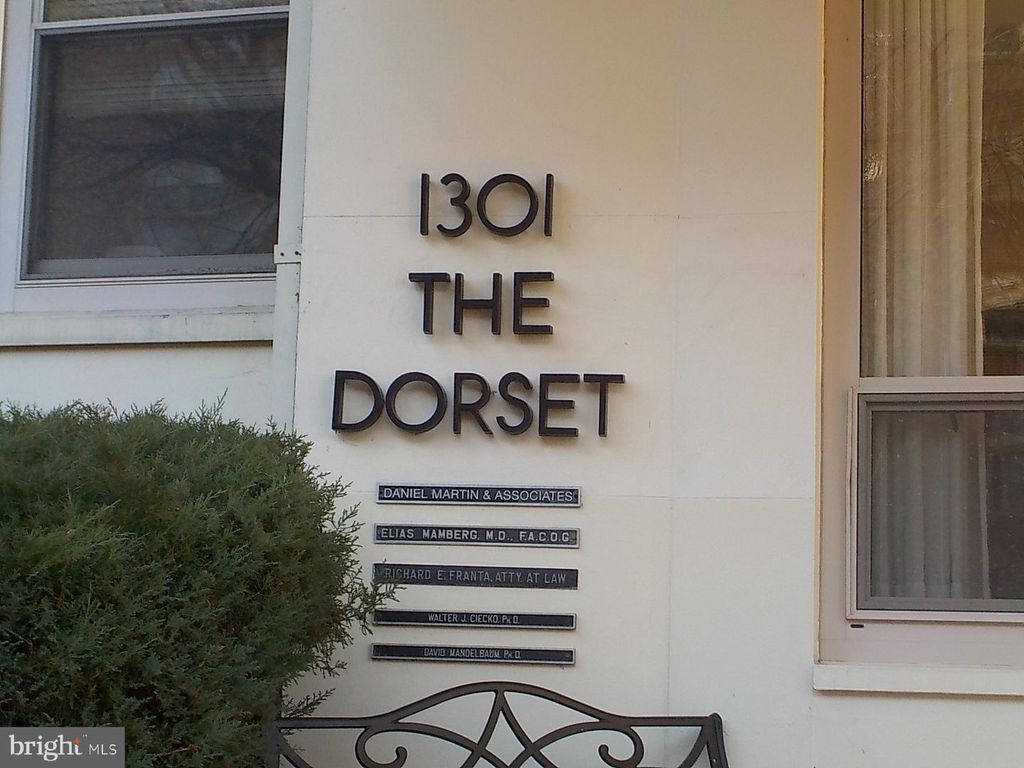 1301
THE
DORSET
DANIEL MARTIN & ASSOCIATES
ELIAS MAMBERG, M.D., F.A.C.O.G.
RICHARD E. FRANTA, ATTY. AT LAW
WALTER J. CIECKO, Ph.D.
DAVID MANDELBAUM, Ph.D.
bright MLS